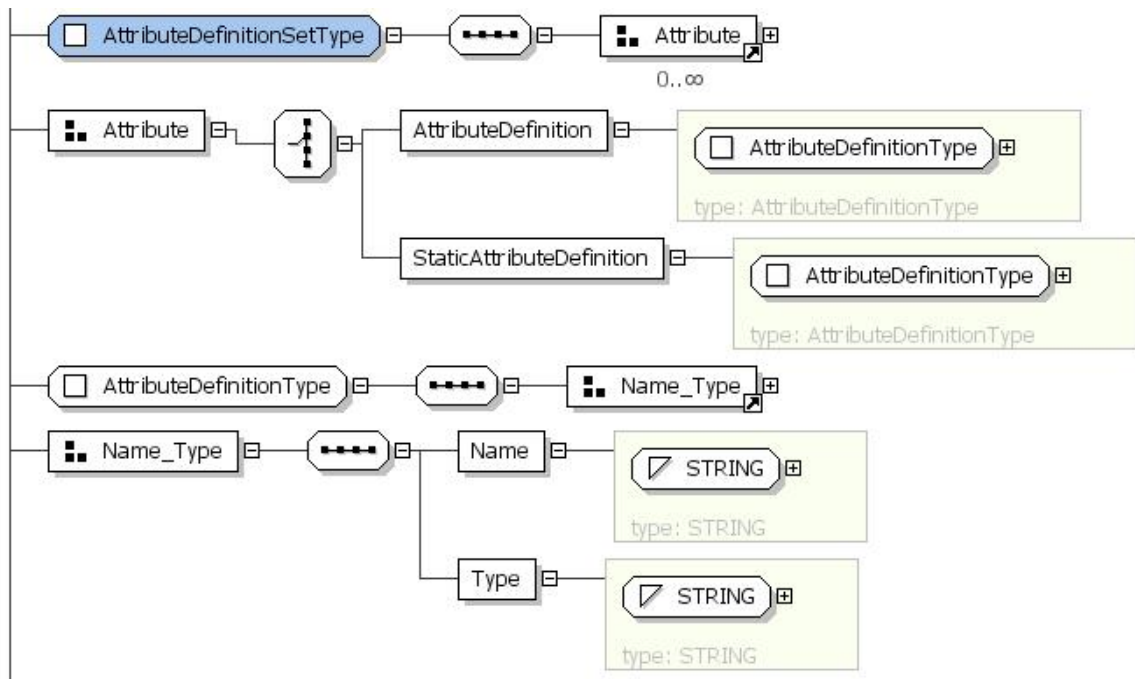 AttributeDefinitionSetType
Attribute
0..∞
Attribute
AttributeDefinition
AttributeDefinitionType
type: AttributeDefinitionType
StaticAttributeDefinition
AttributeDefinitionType
type: AttributeDefinitionType
AttributeDefinitionType
Name_Type
Name_Type
Name
STRING
type: STRING
Type
STRING
type: STRING